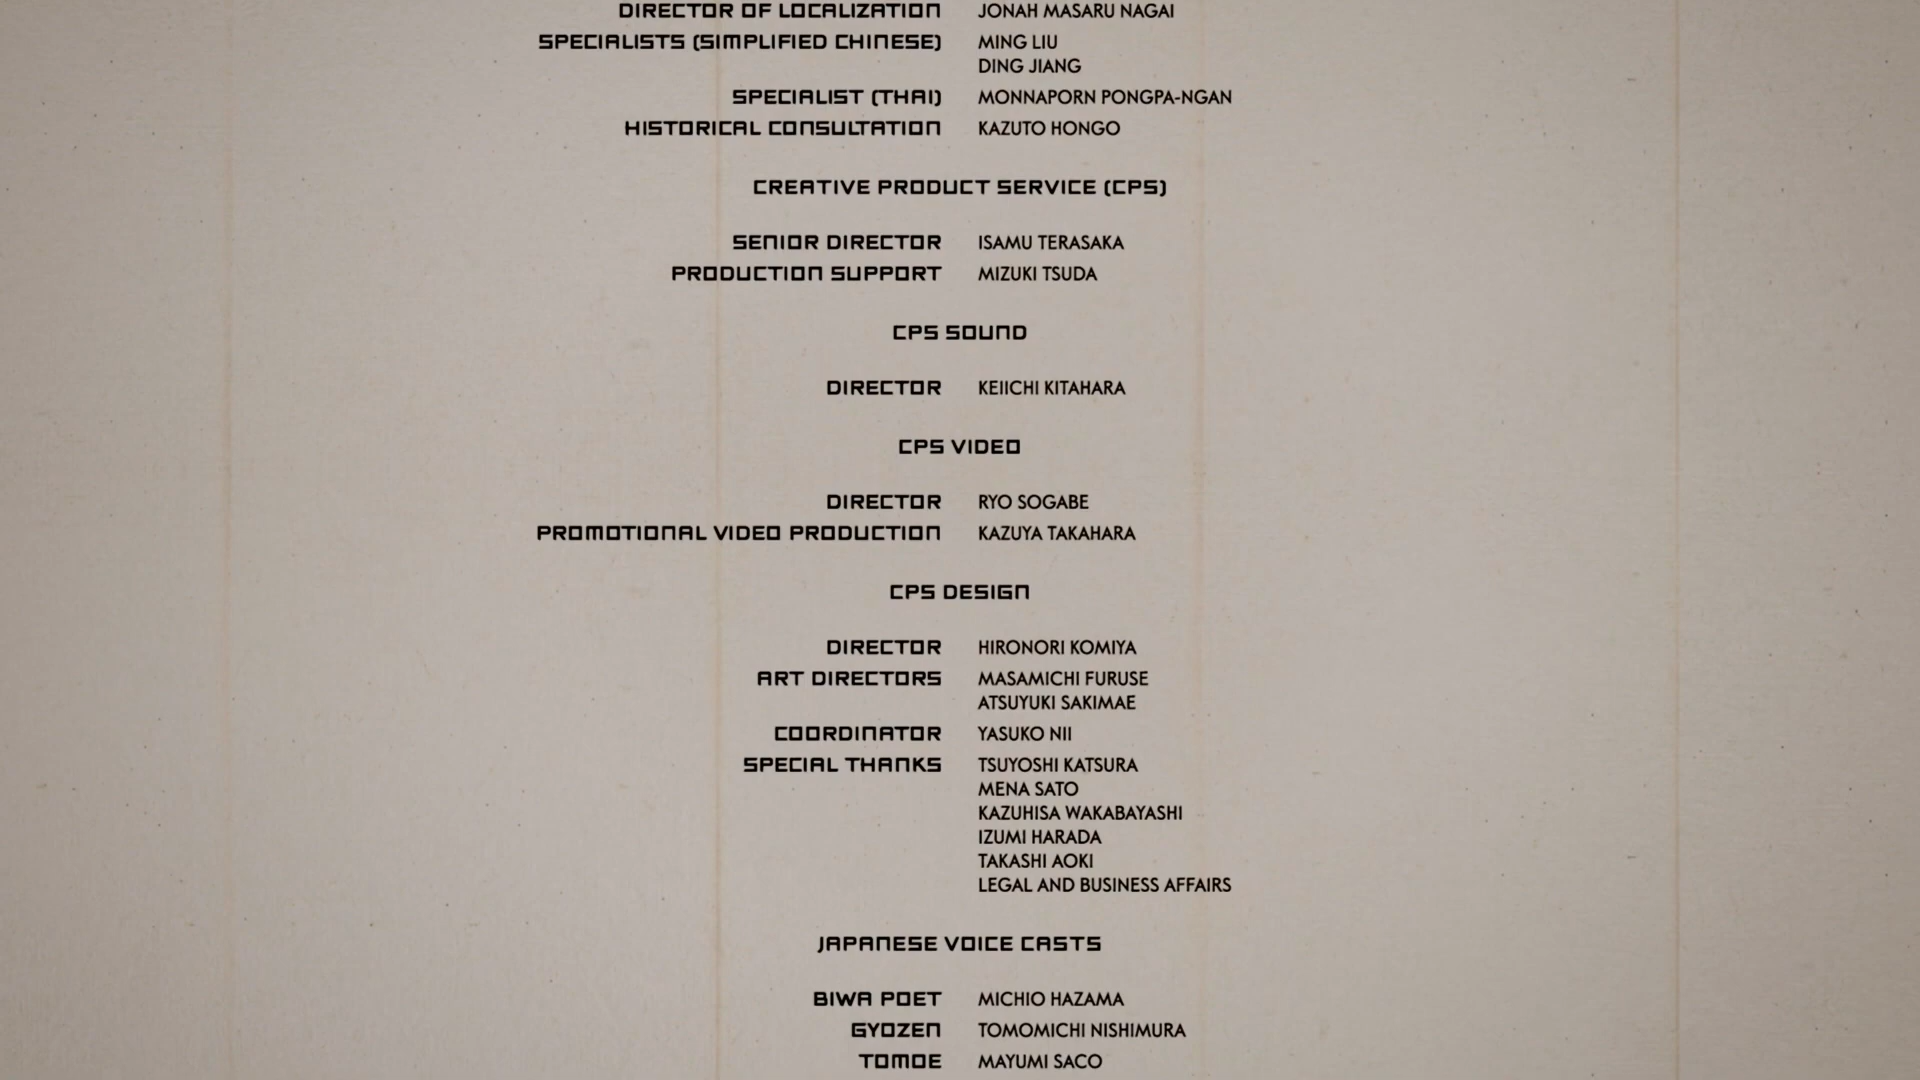 DIRECTOR OF LOCALIZATION JONAH MASARU NAGAI
SPECIALISTS (SIMPLIFIED CHINESE) MING LIU
DING JIANG
SPECIALIST (THAI) MONNAPORN PONGPA-NGAN
HISTORICAL CONSULTATION KAZUTO HONGO
CREATIVE PRODUCT SERVICE (CPS)
SENIOR DIRECTOR ISAMU TERASAKA
PRODUCTION SUPPORT MIZUKI TSUDA
CPS SOUND
DIRECTOR KEIICHI KITAHARA
CPS VIDEO
DIRECTOR RYO SOGABE
PROMOTIONAL VIDEO PRODUCTION KAZUYA TAKAHARA
CPS DESIGN
DIRECTOR HIRONORI KOMIYA
ART DIRECTORS MASAMICHI FURUSE
ATSUYUKI SAKIMAE
COORDINATOR YASUKO NII
SPECIAL THANKS TSUYOSHI KATSURA
MENA SATO
KAZUHISA WAKABAYASHI
IZUMI HARADA
TAKASHI AOKI
LEGAL AND BUSINESS AFFAIRS
JAPANESE VOICE CASTS
BIWA POET MICHIO HAZAMA
GYOZEN TOMOMICHI NISHIMURA
TOMOE MAYUMI SACO